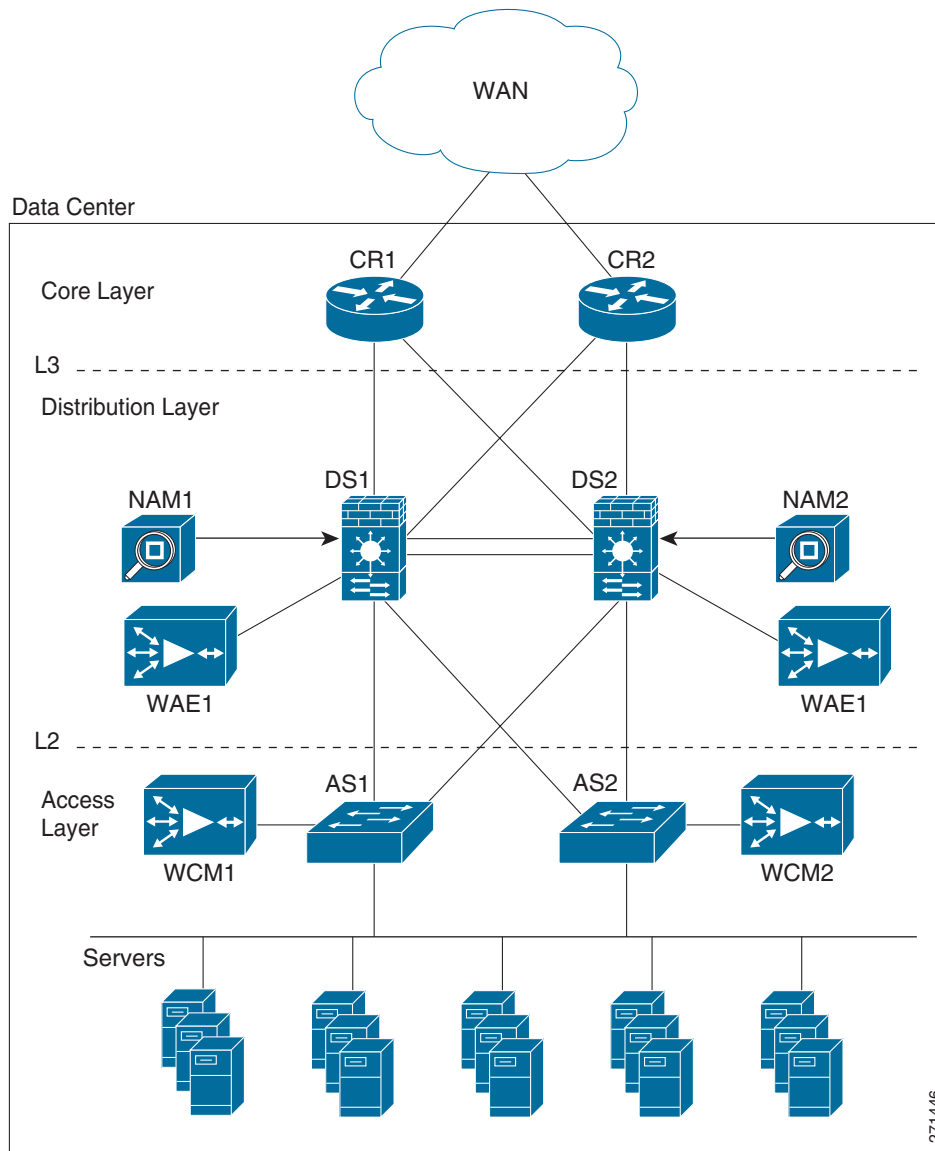 WAN
Data Center
CR1 CR2
Core Layer
L3
Distribution Layer
DS1 DS2
NAM1 NAM2
WAE1 WAE1
L2
AS1 AS2
Access
Layer
WCM1 WCM2
Servers
271446